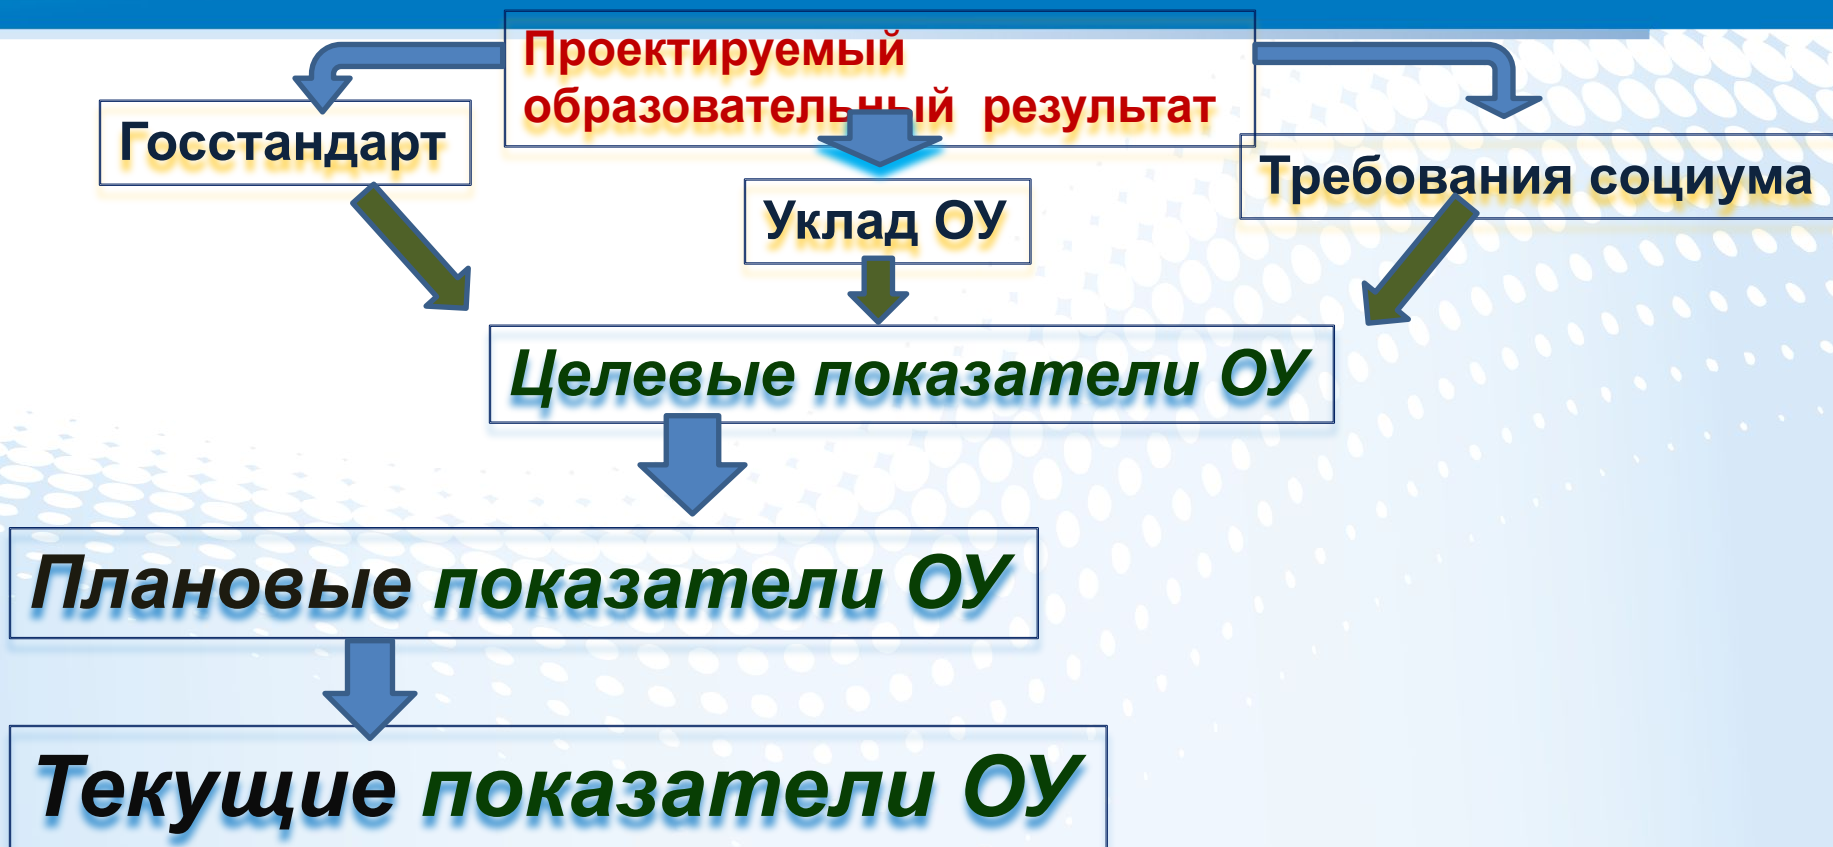 Проектируемый
образовательный результат
Госстандарт
Требования социума
Уклад ОУ
Целевые показатели ОУ
Плановые показатели ОУ
Текущие показатели ОУ